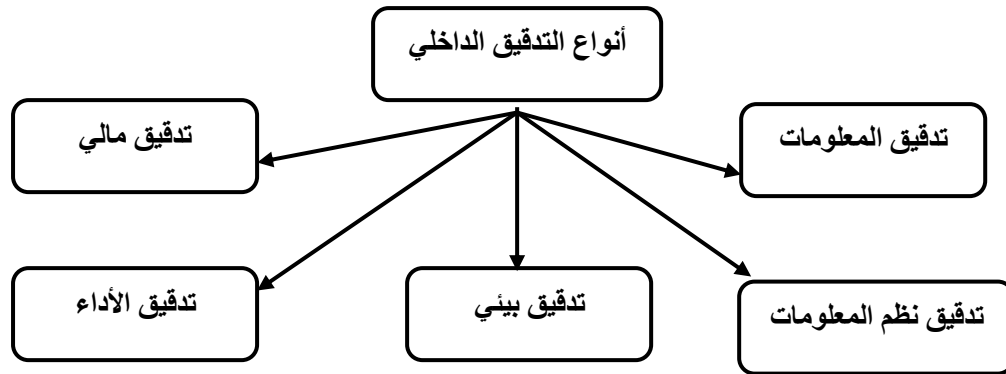 أنواع التدقيق الداخلي
تدقيق المعلومات
تدقيق مالي
تدقيق نظم المعلومات
تدقيق بيئي
تدقيق الأداء